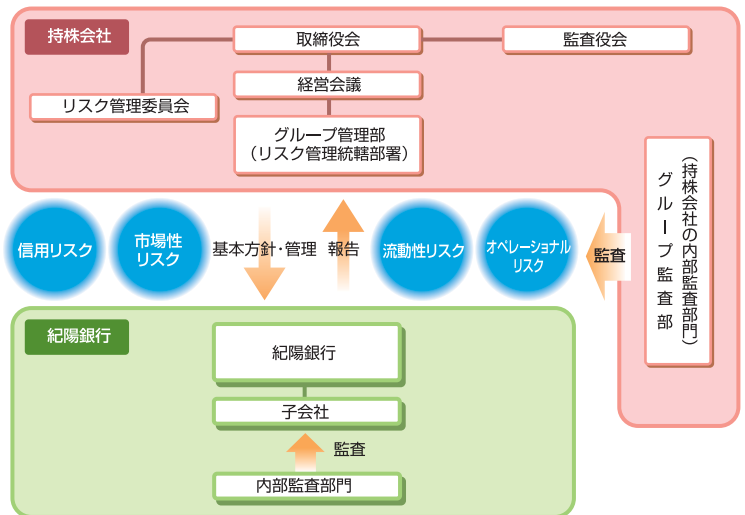 持株会社
取締役会
監査役会
経営会議
リスク管理委員会
グループ管理部
（リスク管理統轄部署）
グループ監査部
（持株会社の内部監査部門）
信用リスク
市場性
リスク
基本方針・管理
報告
流動性リスク
オペレーショナル
リスク
監査
紀陽銀行
紀陽銀行
子会社
監査
内部監査部門